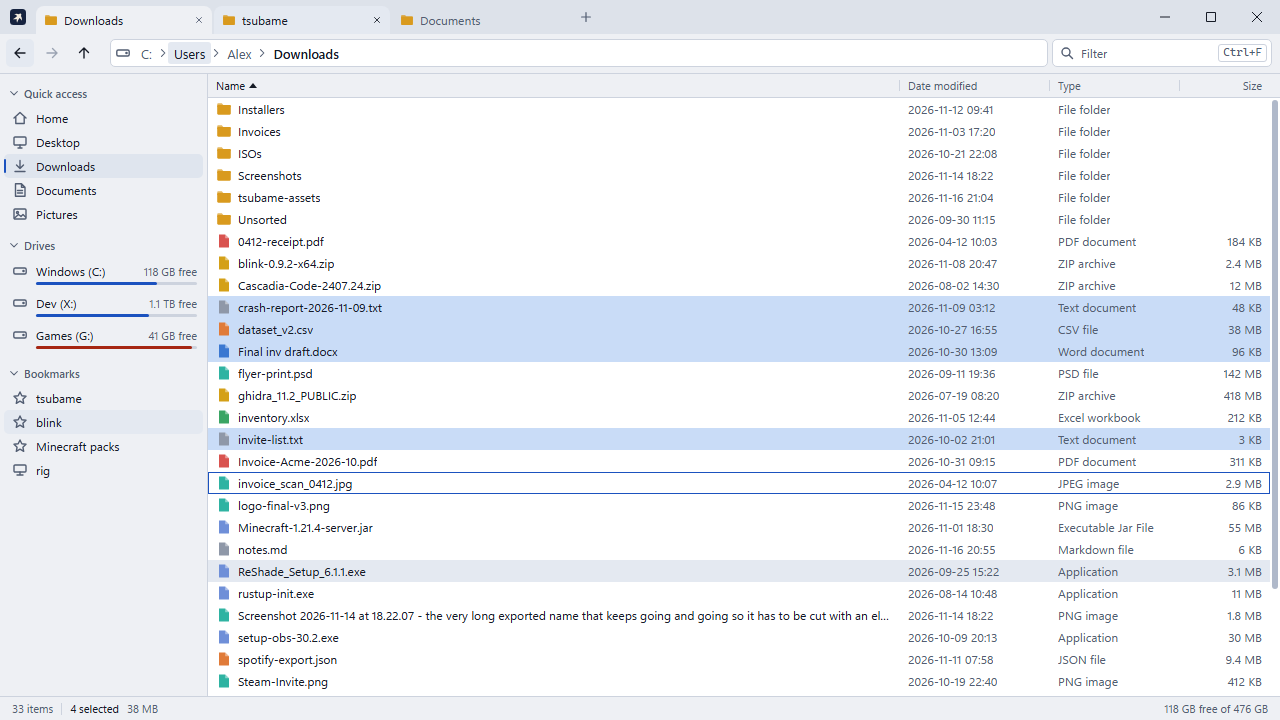 Downloads
tsubame
Documents
C: Users Alex Downloads
Filter Ctrl+F
Quick access
Home
Desktop
Downloads
Documents
Pictures
Drives
Windows (C:) 118 GB free
Dev (X:) 1.1 TB free
Games (G:) 41 GB free
Bookmarks
tsubame
blink
Minecraft packs
rig
Name Date modified Type Size
Installers 2026-11-12 09:41 File folder
Invoices 2026-11-03 17:20 File folder
ISOs 2026-10-21 22:08 File folder
Screenshots 2026-11-14 18:22 File folder
tsubame-assets 2026-11-16 21:04 File folder
Unsorted 2026-09-30 11:15 File folder
0412-receipt.pdf 2026-04-12 10:03 PDF document 184 KB
blink-0.9.2-x64.zip 2026-11-08 20:47 ZIP archive 2.4 MB
Cascadia-Code-2407.24.zip 2026-08-02 14:30 ZIP archive 12 MB
crash-report-2026-11-09.txt 2026-11-09 03:12 Text document 48 KB
dataset_v2.csv 2026-10-27 16:55 CSV file 38 MB
Final inv draft.docx 2026-10-30 13:09 Word document 96 KB
flyer-print.psd 2026-09-11 19:36 PSD file 142 MB
ghidra_11.2_PUBLIC.zip 2026-07-19 08:20 ZIP archive 418 MB
inventory.xlsx 2026-11-05 12:44 Excel workbook 212 KB
invite-list.txt 2026-10-02 21:01 Text document 3 KB
Invoice-Acme-2026-10.pdf 2026-10-31 09:15 PDF document 311 KB
invoice_scan_0412.jpg 2026-04-12 10:07 JPEG image 2.9 MB
logo-final-v3.png 2026-11-15 23:48 PNG image 86 KB
Minecraft-1.21.4-server.jar 2026-11-01 18:30 Executable Jar File 55 MB
notes.md 2026-11-16 20:55 Markdown file 6 KB
ReShade_Setup_6.1.1.exe 2026-09-25 15:22 Application 3.1 MB
rustup-init.exe 2026-08-14 10:48 Application 11 MB
Screenshot 2026-11-14 at 18.22.07 - the very long exported name that keeps going and going so it has to be cut with an el... 2026-11-14 18:22 PNG image 1.8 MB
setup-obs-30.2.exe 2026-10-09 20:13 Application 30 MB
spotify-export.json 2026-11-11 07:58 JSON file 9.4 MB
Steam-Invite.png 2026-10-19 22:40 PNG image 412 KB
33 items 4 selected 38 MB 118 GB free of 476 GB